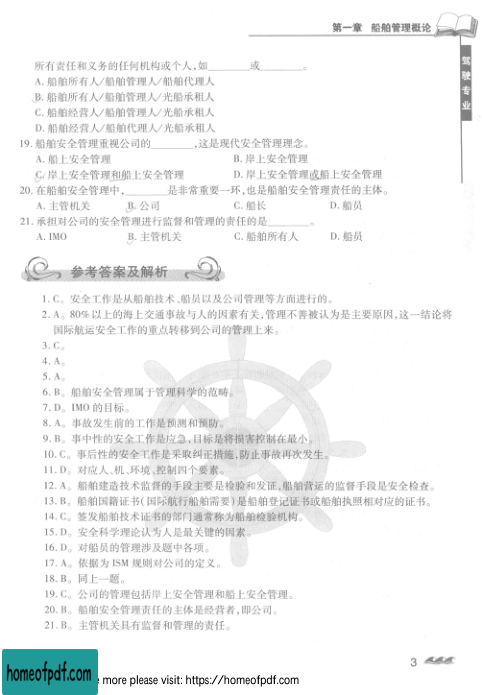 第一章 船舶管理概论
驾驶专业
所有责任和义务的任何机构或个人,如______或______。
A. 船舶所有人/船舶管理人/船舶代理人
B. 船舶所有人/船舶管理人/光船承租人
C. 船舶经营人/船舶管理人/光船承租人
D. 船舶经营人/船舶代理人/光船承租人
19. 船舶安全管理重视公司的______,这是现代安全管理理念。
A. 船上安全管理 B. 岸上安全管理
C. 岸上安全管理和船上安全管理 D. 岸上安全管理或船上安全管理
20. 在船舶安全管理中,______是非常重要一环,也是船舶安全管理责任的主体。
A. 主管机关 B. 公司 C. 船长 D. 船员
21. 承担对公司的安全管理进行监督和管理的责任的是______。
A. IMO B. 主管机关 C. 船舶所有人 D. 船员
参考答案及解析
1. C。安全工作是从船舶技术、船员以及公司管理等方面进行的。
2. A。80%以上的海上交通事故与人的因素有关,管理不善被认为是主要原因,这一结论将
国际航运安全工作的重点转移到公司的管理上来。
3. C。
4. A。
5. A。
6. B。船舶安全管理属于管理科学的范畴。
7. D。IMO 的目标。
8. A。事故发生前的工作是预测和预防。
9. B。事中性的安全工作是应急,目标是将损害控制在最小。
10. C。事后性的安全工作是采取纠正措施,防止事故再次发生。
11. D。对应人、机、环境、控制四个要素。
12. A。船舶建造技术监督的手段主要是检验和发证,船舶营运的监督手段是安全检查。
13. B。船舶国籍证书(国际航行船舶需要)是船舶登记证书或船舶执照相对应的证书。
14. C。签发船舶技术证书的部门通常称为船舶检验机构。
15. D。安全科学理论认为人是最关键的因素。
16. D。对船员的管理涉及题中各项。
17. A。依据为 ISM 规则对公司的定义。
18. B。同上一题。
19. C。公司的管理包括岸上安全管理和船上安全管理。
20. B。船舶安全管理责任的主体是经营者,即公司。
21. B。主管机关具有监督和管理的责任。
3
homeofpdf.com
e more please visit: https://homeofpdf.com